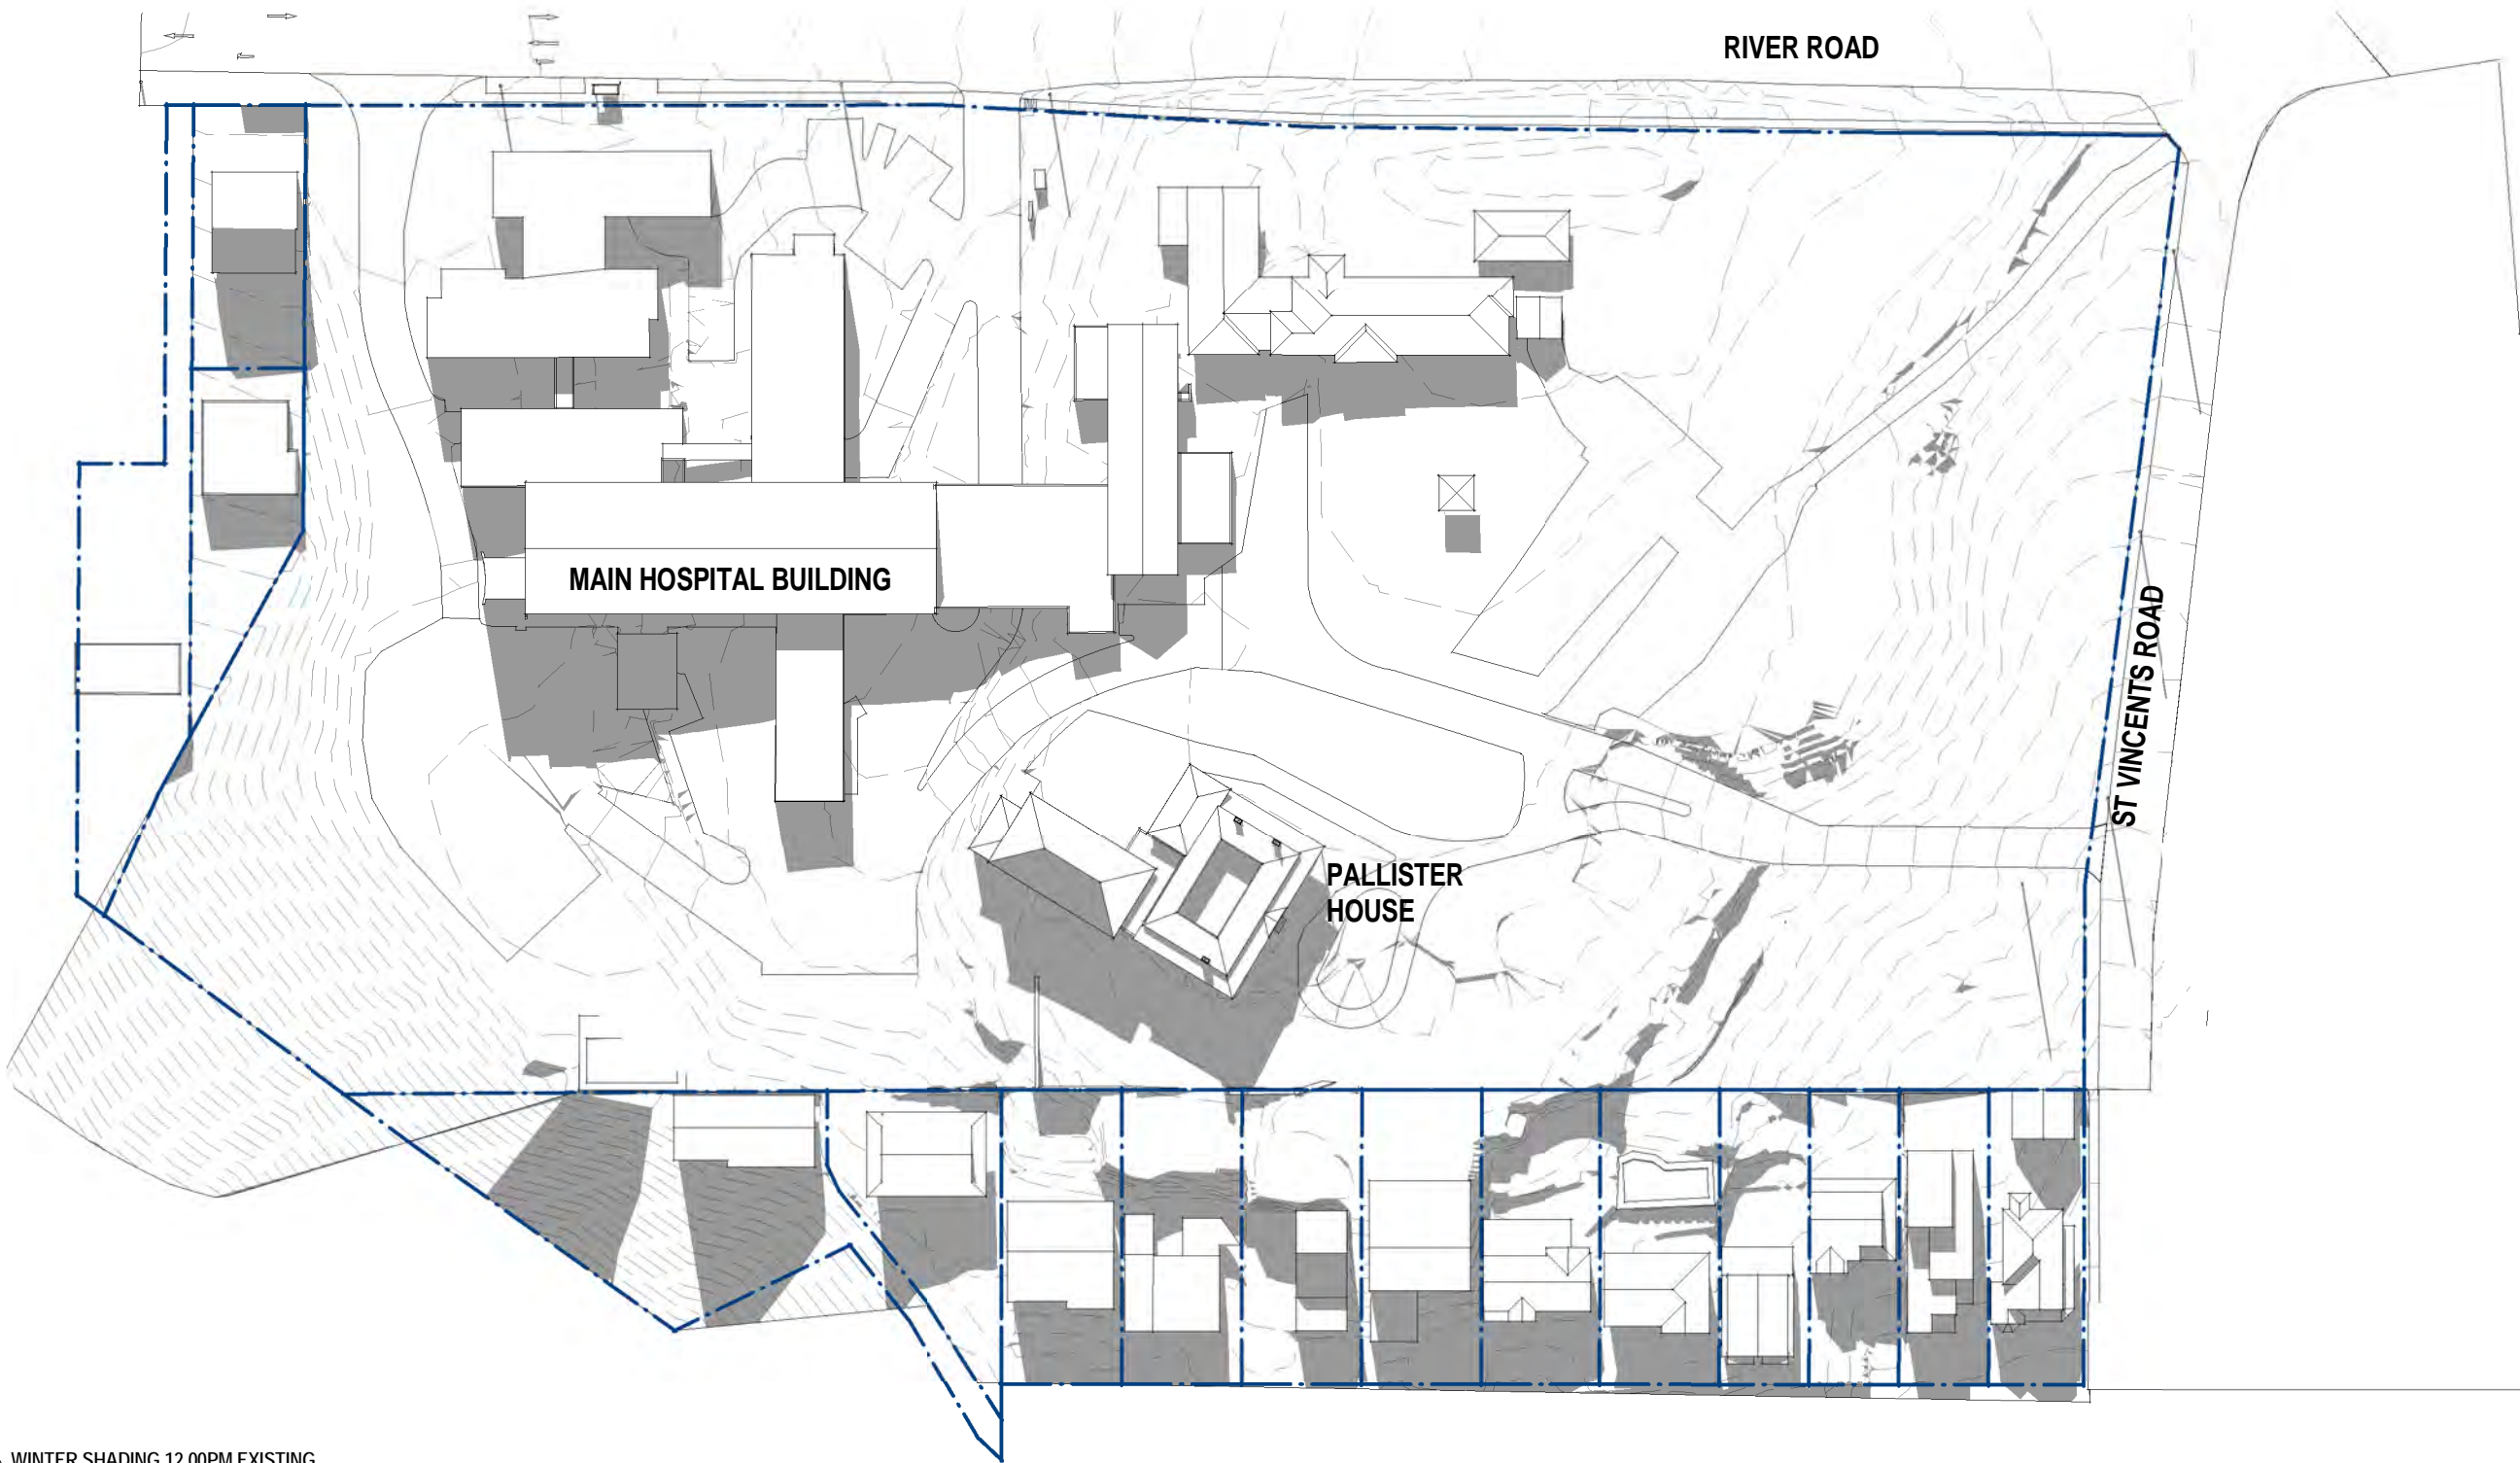 RIVER ROAD
MAIN HOSPITAL BUILDING
ST VINCENTS ROAD
PALLISTER
HOUSE
WINTER SHADING 12.00PM EXISTING